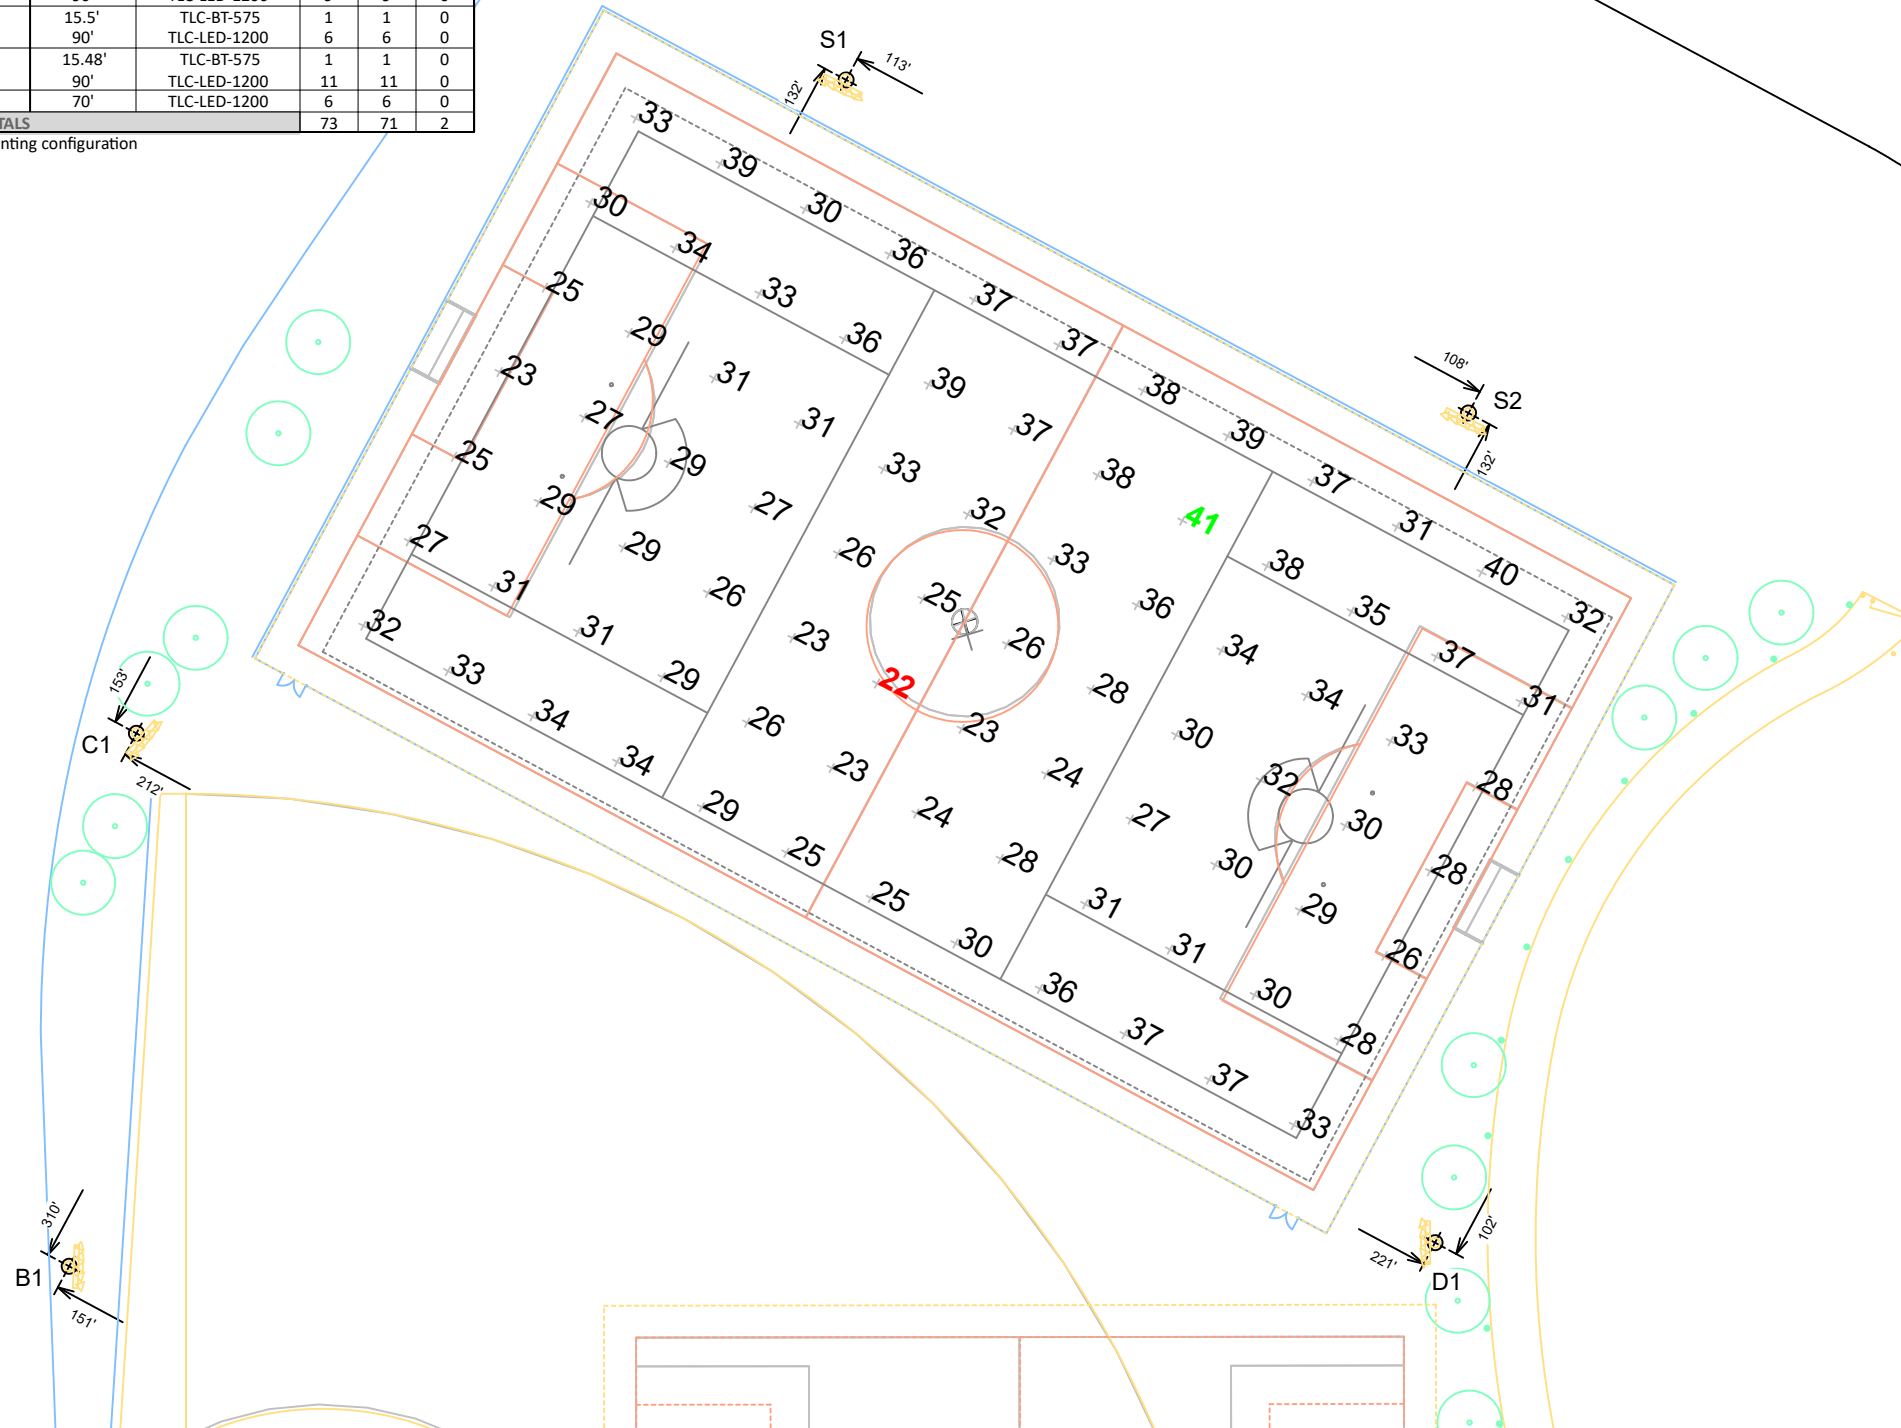 15.5' TLC-BT-575 1 1 0
90' TLC-LED-1200 6 6 0
15.48' TLC-BT-575 1 1 0
90' TLC-LED-1200 11 11 0
70' TLC-LED-1200 6 6 0
TALS 73 71 2
nting configuration
S1
113'
132'
108'
S2
132'
33 39 30 36 37 37 38 39 37 31 40 32
30 34 33 36 39 37 38 41 38 35 37 31
25 29 31 31 33 32 33 36 34 34 33 28
23 27 29 27 26 25 26 28 30 32 30 28
25 29 29 26 23 22 23 24 27 30 29 26
27 31 31 29 26 23 24 28 31 31 30 28
32 33 34 34 29 25 25 30 36 37 37 33
153'
C1
212'
310'
B1
151'
102'
221'
D1